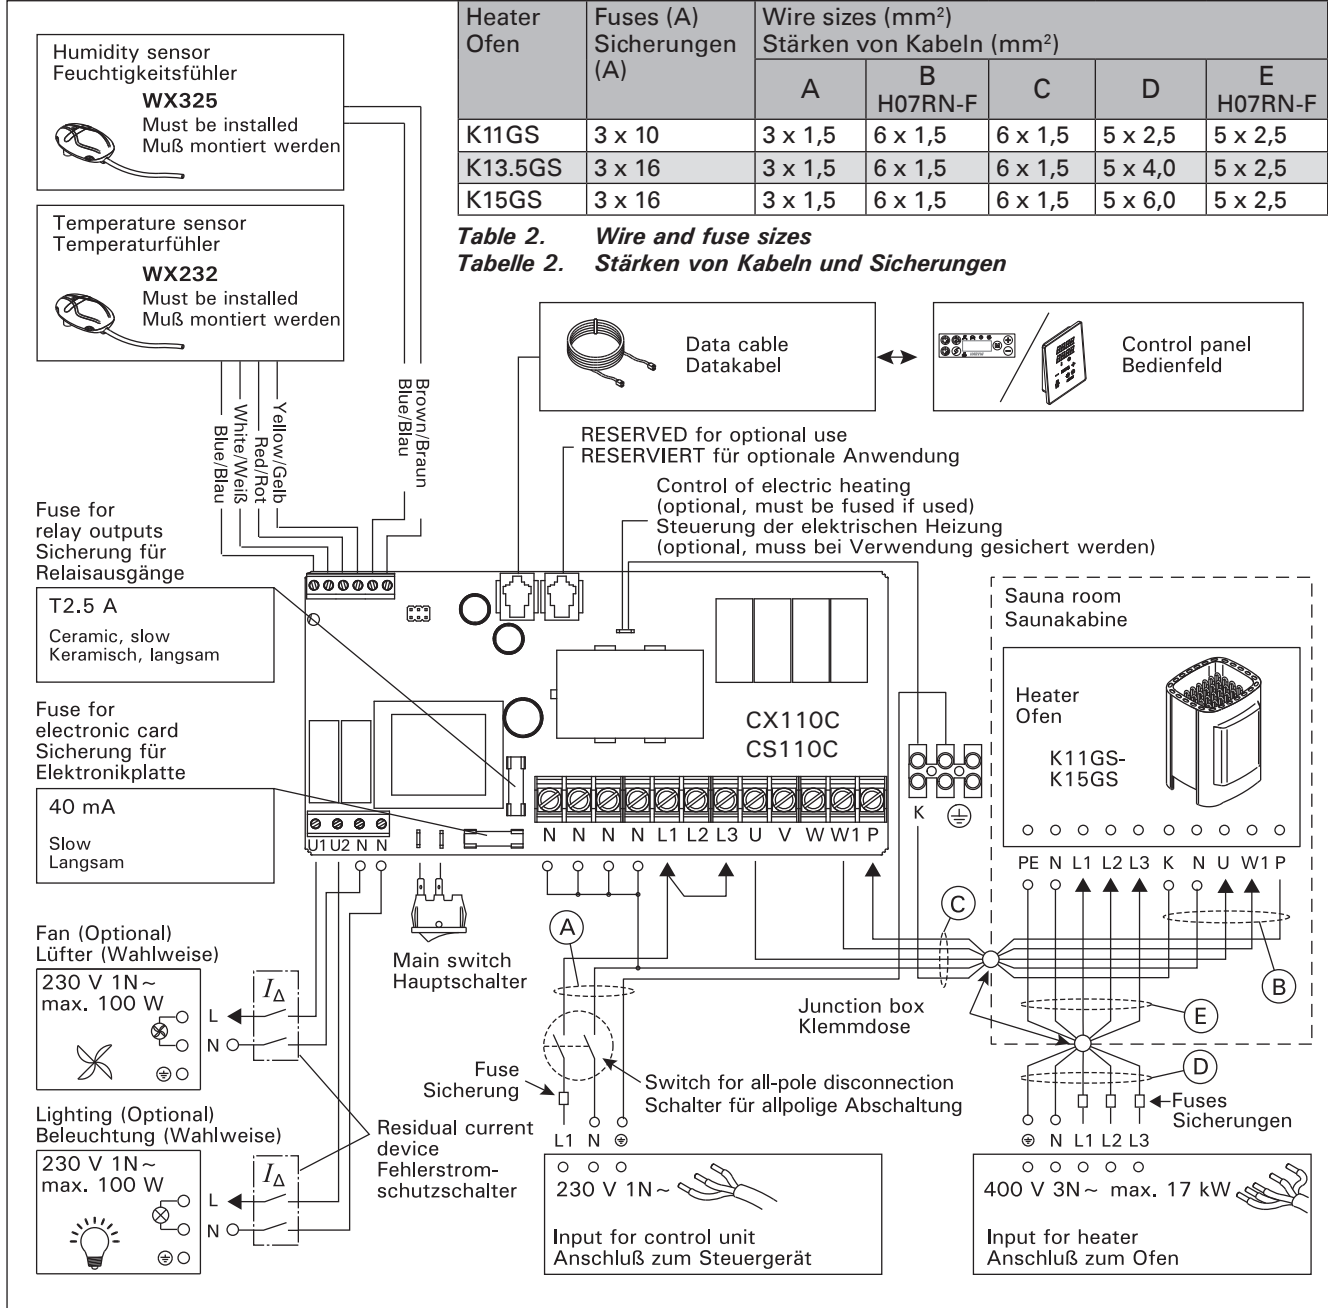 Heater
Ofen
Fuses (A)
Sicherungen
(A)
Wire sizes (mm²)
Stärken von Kabeln (mm²)
A
B
H07RN-F
C
D
E
H07RN-F
K11GS 3 x 10 3 x 1,5 6 x 1,5 6 x 1,5 5 x 2,5 5 x 2,5
K13.5GS 3 x 16 3 x 1,5 6 x 1,5 6 x 1,5 5 x 4,0 5 x 2,5
K15GS 3 x 16 3 x 1,5 6 x 1,5 6 x 1,5 5 x 6,0 5 x 2,5
Table 2. Wire and fuse sizes
Tabelle 2. Stärken von Kabeln und Sicherungen
Humidity sensor
Feuchtigkeitsfühler
WX325
Must be installed
Muß montiert werden
Temperature sensor
Temperaturfühler
WX232
Must be installed
Muß montiert werden
Data cable
Datakabel
Control panel
Bedienfeld
Brown/Braun
Blue/Blau
Yellow/Gelb
Red/Rot
White/Weiß
Blue/Blau
RESERVED for optional use
RESERVIERT für optionale Anwendung
Control of electric heating
(optional, must be fused if used)
Steuerung der elektrischen Heizung
(optional, muss bei Verwendung gesichert werden)
Fuse for
relay outputs
Sicherung für
Relaisausgänge
T2.5 A
Ceramic, slow
Keramisch, langsam
Fuse for
electronic card
Sicherung für
Elektronikplatte
40 mA
Slow
Langsam
CX110C
CS110C
U1 U2 N N
N N N N L1 L2 L3 U V W W1 P
K
Sauna room
Saunakabine
Heater
Ofen
K11GS-
K15GS
PE N L1 L2 L3 K N U W1 P
A
C
B
E
D
Main switch
Hauptschalter
Junction box
Klemmdose
Fan (Optional)
Lüfter (Wahlweise)
230 V 1N~
max. 100 W
I∆
L
N
Lighting (Optional)
Beleuchtung (Wahlweise)
230 V 1N~
max. 100 W
I∆
L
N
Residual current
device
Fehlerstrom-
schutzschalter
Fuse
Sicherung
Switch for all-pole disconnection
Schalter für allpolige Abschaltung
L1 N
230 V 1N~
Input for control unit
Anschluß zum Steuergerät
Fuses
Sicherungen
N L1 L2 L3
400 V 3N~ max. 17 kW
Input for heater
Anschluß zum Ofen